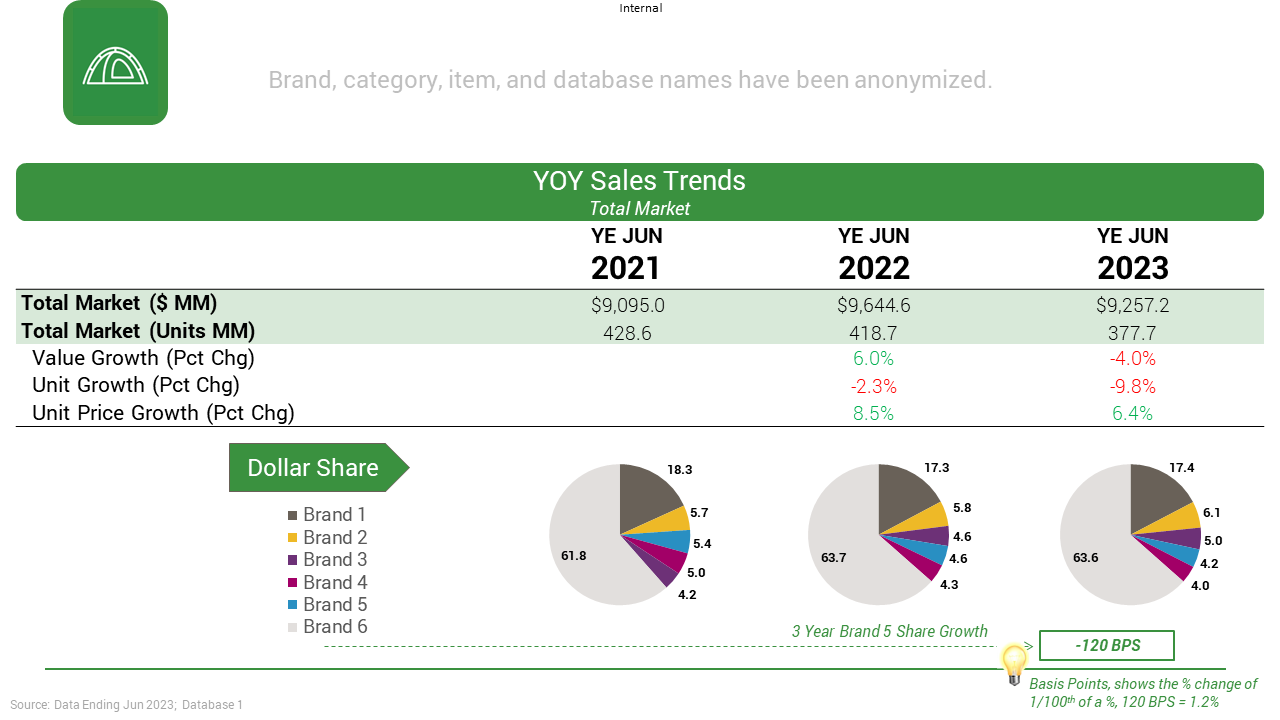 Internal
Brand, category, item, and database names have been anonymized.
YOY Sales Trends
Total Market
YE JUN YE JUN YE JUN
2021 2022 2023
Total Market ($ MM) $9,095.0 $9,644.6 $9,257.2
Total Market (Units MM) 428.6 418.7 377.7
Value Growth (Pct Chg) 6.0% -4.0%
Unit Growth (Pct Chg) -2.3% -9.8%
Unit Price Growth (Pct Chg) 8.5% 6.4%
Dollar Share
Brand 1
Brand 2
Brand 3
Brand 4
Brand 5
Brand 6
18.3
5.7
5.4
5.0
4.2
61.8
17.3
5.8
4.6
4.6
4.3
63.7
17.4
6.1
5.0
4.2
4.0
63.6
3 Year Brand 5 Share Growth
-120 BPS
Basis Points, shows the % change of
1/100th of a %, 120 BPS = 1.2%
Source: Data Ending Jun 2023; Database 1